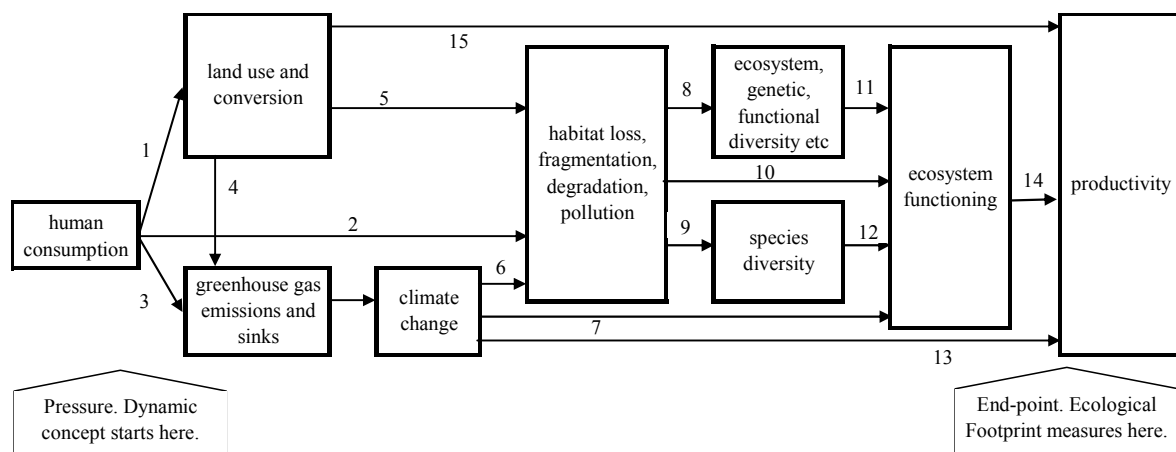 15
land use and
conversion
5
1
4
human
consumption
2
3
greenhouse gas
emissions and
sinks
climate
change
6
7
13
habitat loss,
fragmentation,
degradation,
pollution
8
ecosystem,
genetic,
functional
diversity etc
11
10
9
species
diversity
12
ecosystem
functioning
14
productivity
Pressure. Dynamic
concept starts here.
End-point. Ecological
Footprint measures here.